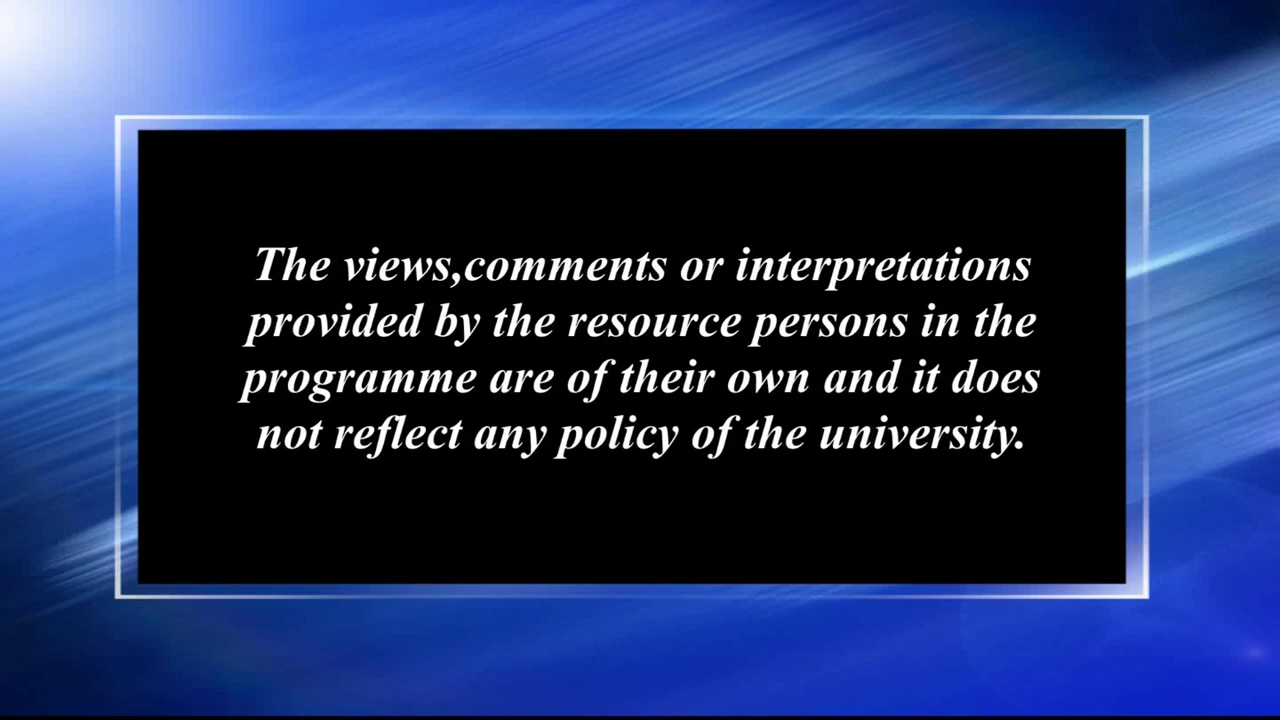 The views,comments or interpretations
provided by the resource persons in the
programme are of their own and it does
not reflect any policy of the university.